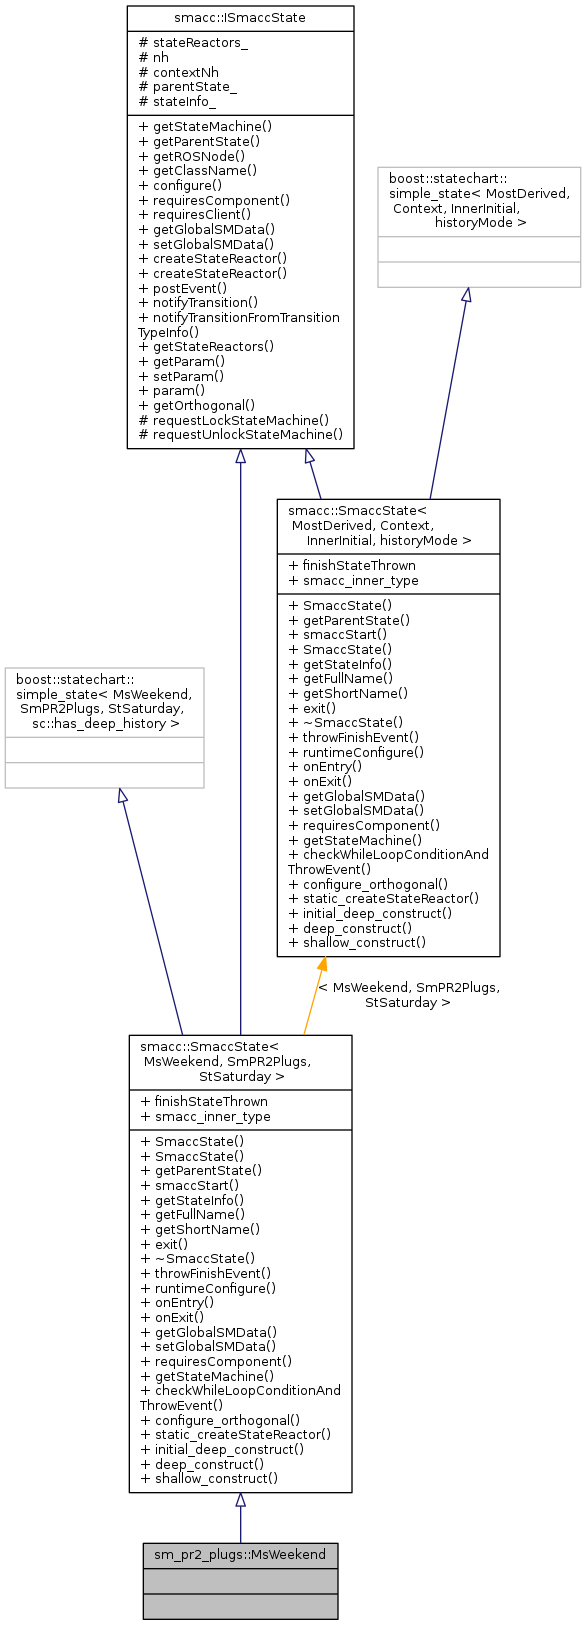 smacc::ISmaccState
# stateReactors_
# nh
# contextNh
# parentState_
# stateInfo_
+ getStateMachine()
+ getParentState()
+ getROSNode()
+ getClassName()
+ configure()
+ requiresComponent()
+ requiresClient()
+ getGlobalSMData()
+ setGlobalSMData()
+ createStateReactor()
+ createStateReactor()
+ postEvent()
+ notifyTransition()
+ notifyTransitionFromTransition
TypeInfo()
+ getStateReactors()
+ getParam()
+ setParam()
+ param()
+ getOrthogonal()
# requestLockStateMachine()
# requestUnlockStateMachine()
boost::statechart::
simple_state< MostDerived,
Context, InnerInitial,
historyMode >
smacc::SmaccState<
MostDerived, Context,
InnerInitial, historyMode >
+ finishStateThrown
+ smacc_inner_type
+ SmaccState()
+ getParentState()
+ smaccStart()
+ SmaccState()
+ getStateInfo()
+ getFullName()
+ getShortName()
+ exit()
+ ~SmaccState()
+ throwFinishEvent()
+ runtimeConfigure()
+ onEntry()
+ onExit()
+ getGlobalSMData()
+ setGlobalSMData()
+ requiresComponent()
+ getStateMachine()
+ checkWhileLoopConditionAnd
ThrowEvent()
+ configure_orthogonal()
+ static_createStateReactor()
+ initial_deep_construct()
+ deep_construct()
+ shallow_construct()
boost::statechart::
simple_state< MsWeekend,
SmPR2Plugs, StSaturday,
sc::has_deep_history >
< MsWeekend, SmPR2Plugs,
StSaturday >
smacc::SmaccState<
MsWeekend, SmPR2Plugs,
StSaturday >
+ finishStateThrown
+ smacc_inner_type
+ SmaccState()
+ SmaccState()
+ getParentState()
+ smaccStart()
+ getStateInfo()
+ getFullName()
+ getShortName()
+ exit()
+ ~SmaccState()
+ throwFinishEvent()
+ runtimeConfigure()
+ onEntry()
+ onExit()
+ getGlobalSMData()
+ setGlobalSMData()
+ requiresComponent()
+ getStateMachine()
+ checkWhileLoopConditionAnd
ThrowEvent()
+ configure_orthogonal()
+ static_createStateReactor()
+ initial_deep_construct()
+ deep_construct()
+ shallow_construct()
sm_pr2_plugs::MsWeekend